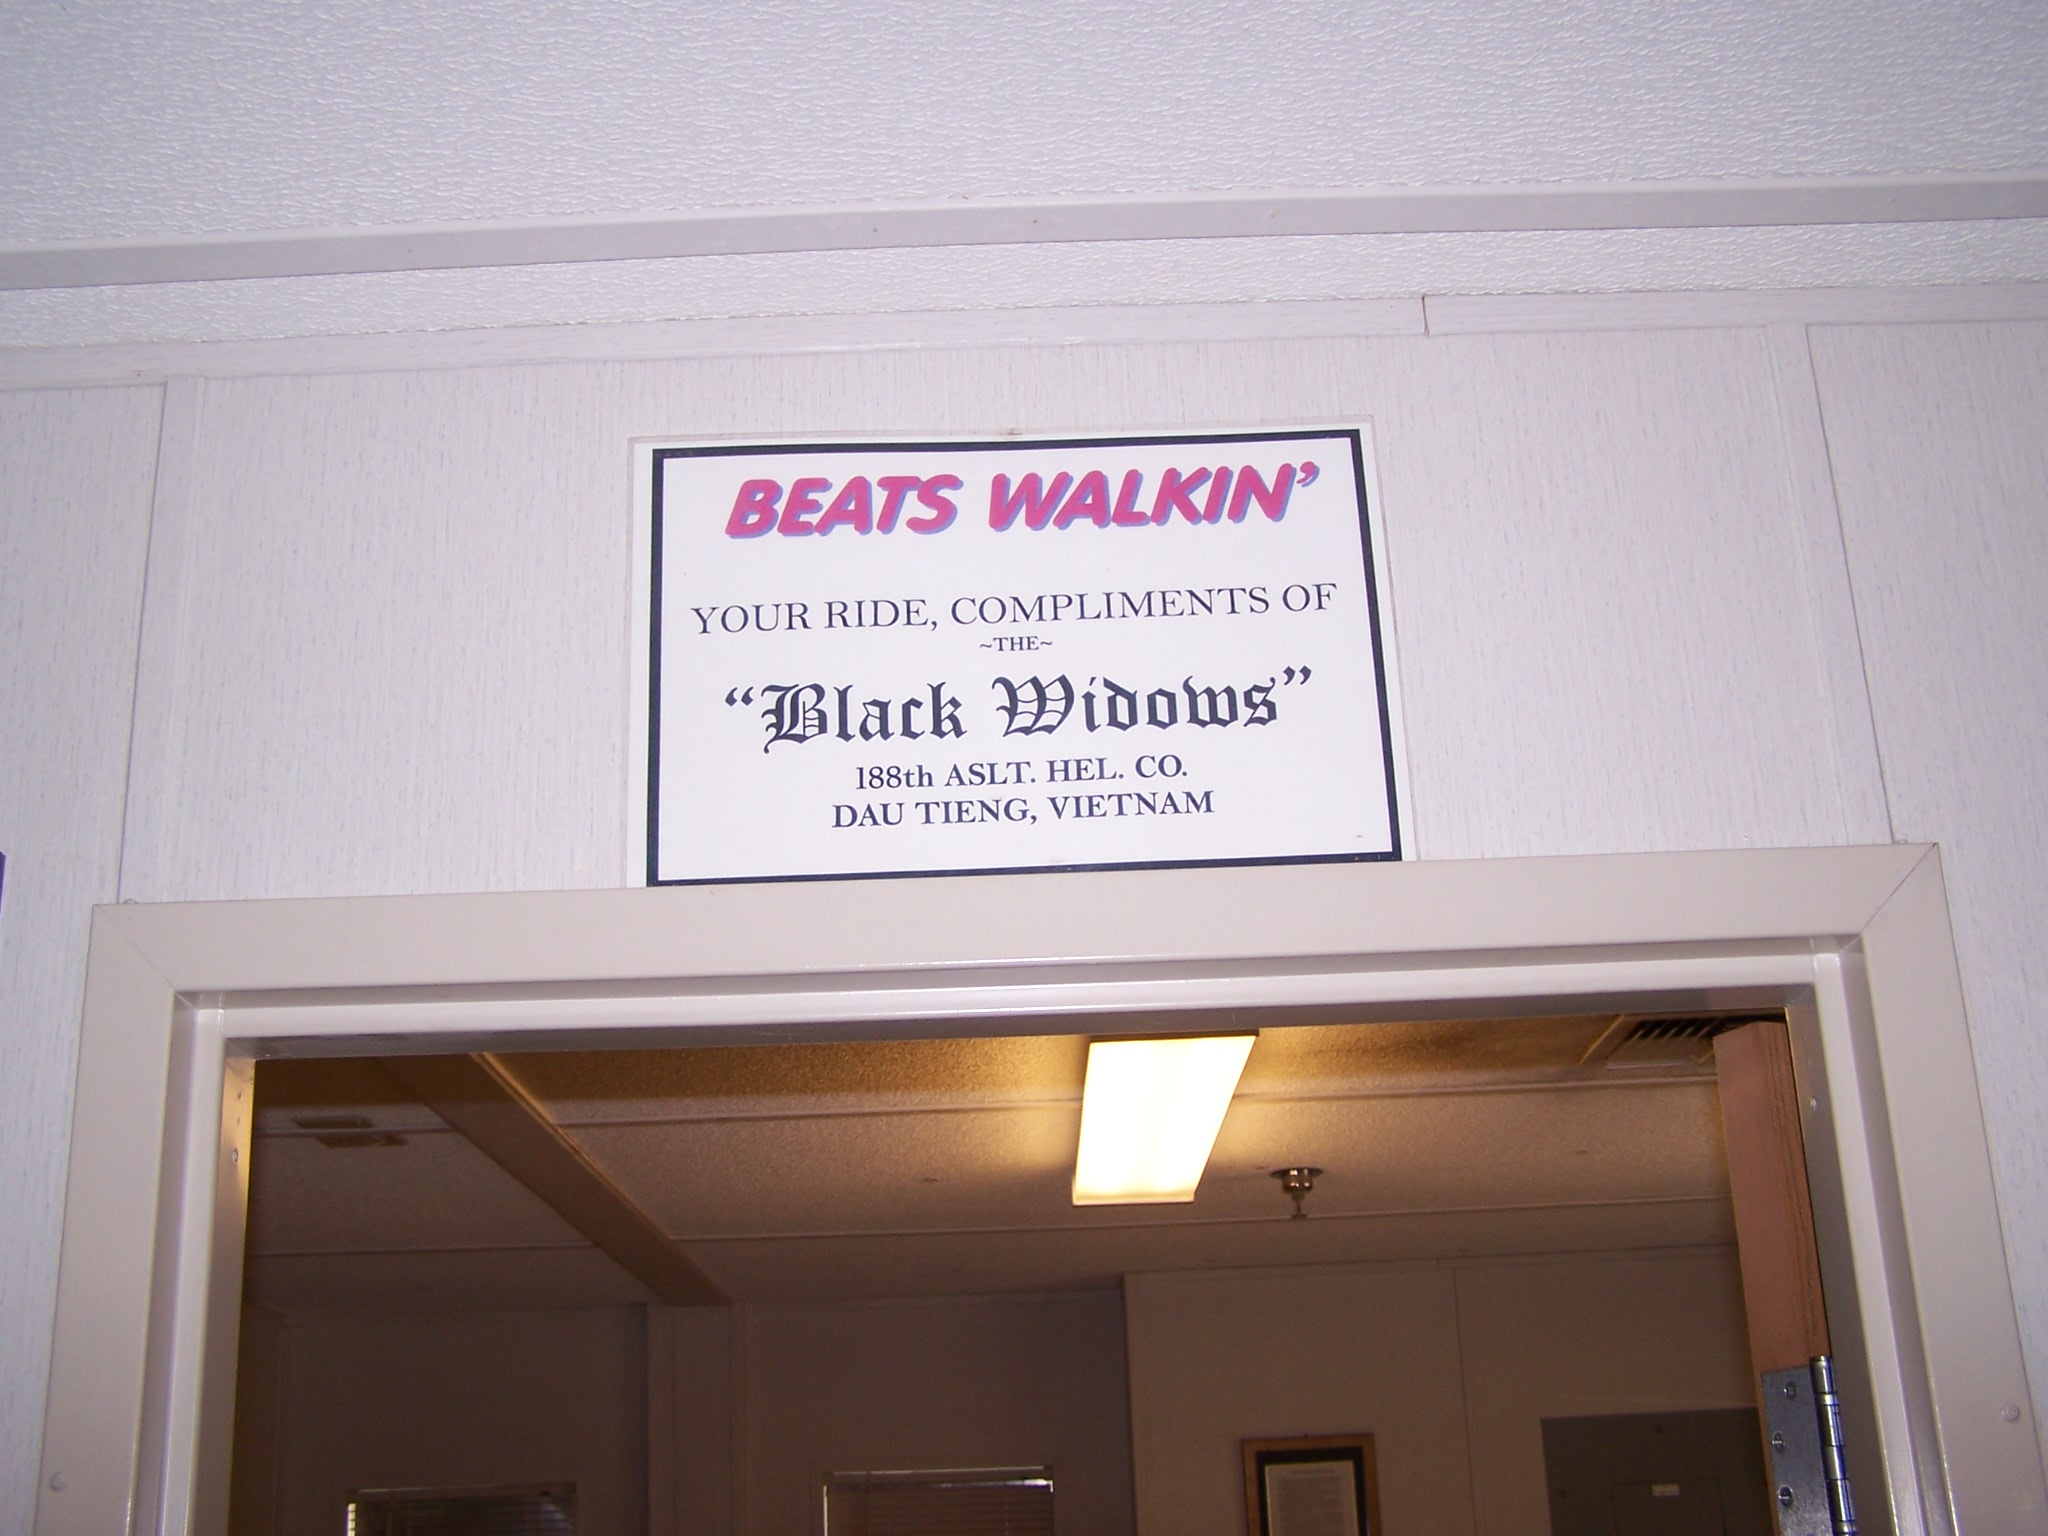 BEATS WALKIN’
YOUR RIDE, COMPLIMENTS OF
~THE~
“Black Widows”
188th ASLT. HEL. CO.
DAU TIENG, VIETNAM